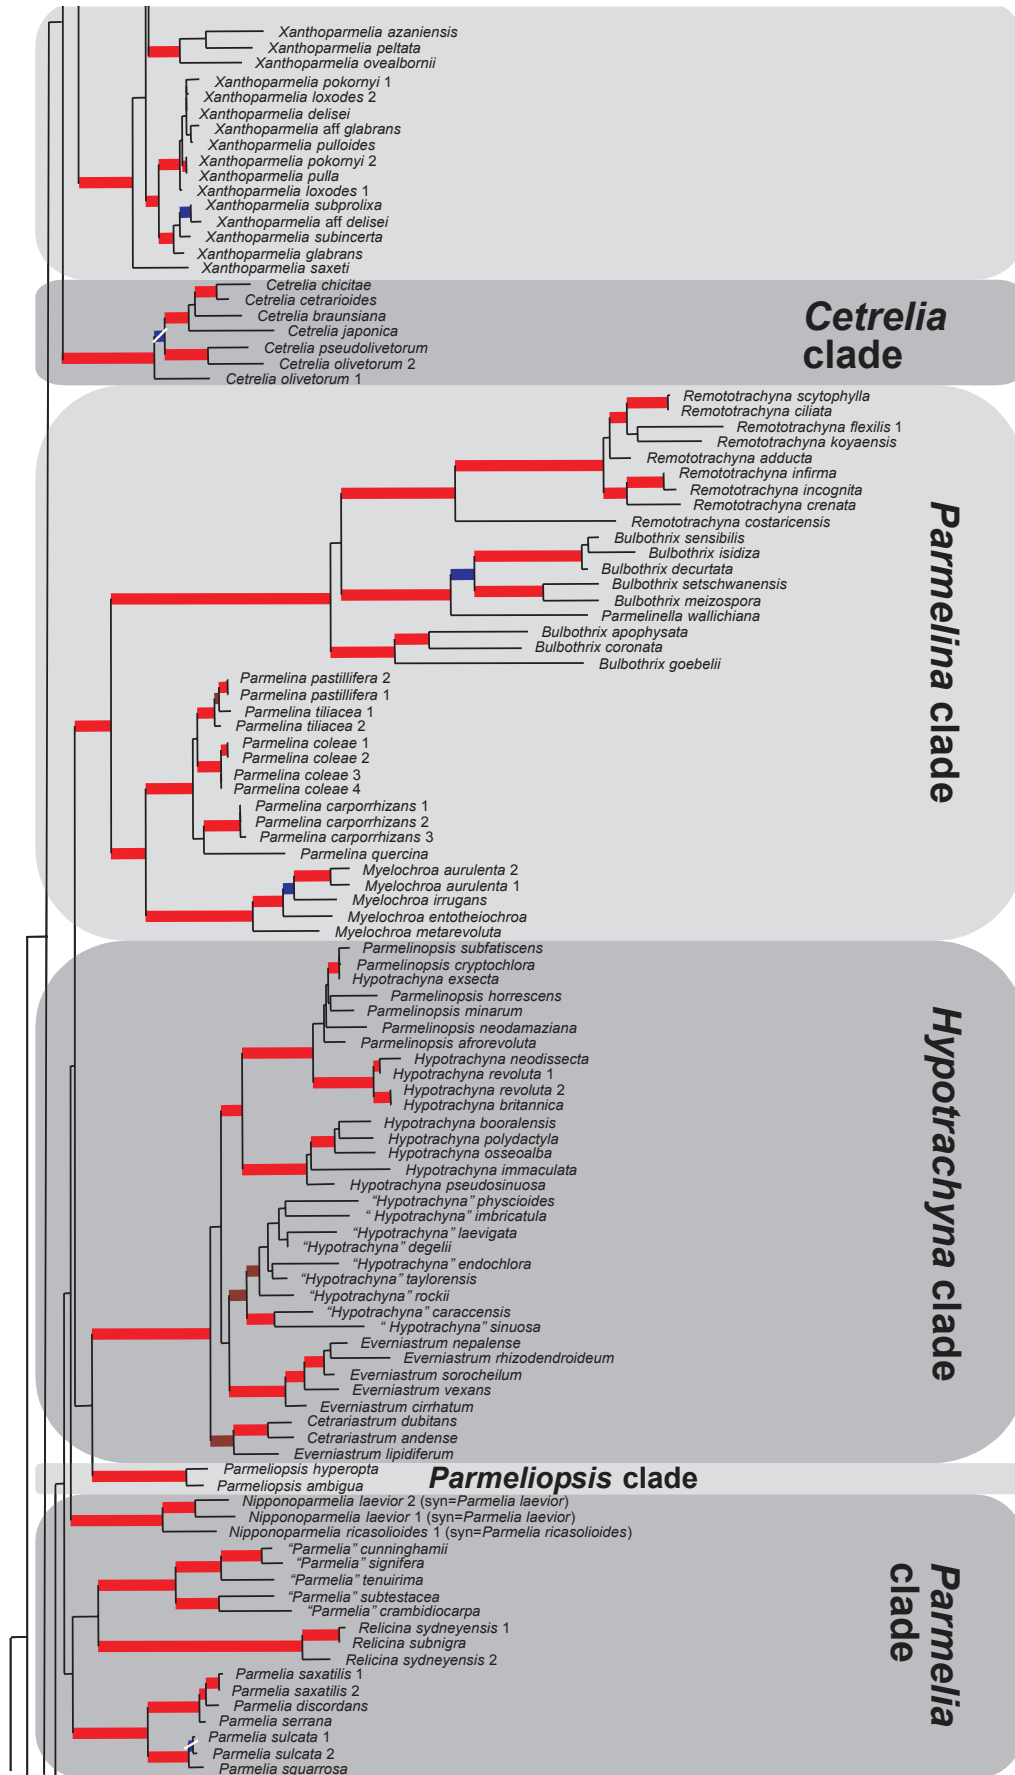 Xanthoparmelia azaniensis
Xanthoparmelia peltata
Xanthoparmelia ovealbornii
Xanthoparmelia pokornyi 1
Xanthoparmelia loxodes 2
Xanthoparmelia delisei
Xanthoparmelia aff glabrans
Xanthoparmelia pulloides
Xanthoparmelia pokornyi 2
Xanthoparmelia pulla
Xanthoparmelia loxodes 1
Xanthoparmelia subprolixa
Xanthoparmelia aff delisei
Xanthoparmelia subincerta
Xanthoparmelia glabrans
Xanthoparmelia saxeti
Cetrelia chicitae
Cetrelia cetrarioides
Cetrelia braunsiana
Cetrelia japonica
Cetrelia pseudolivetorum
Cetrelia olivetorum 2
Cetrelia olivetorum 1
Cetrelia
clade
Remototrachyna scytophylla
Remototrachyna ciliata
Remototrachyna flexilis 1
Remototrachyna koyaensis
Remototrachyna adducta
Remototrachyna infirma
Remototrachyna incognita
Remototrachyna crenata
Remototrachyna costaricensis
Bulbothrix sensibilis
Bulbothrix isidiza
Bulbothrix decurtata
Bulbothrix setschwanensis
Bulbothrix meizospora
Parmelinella wallichiana
Bulbothrix apophysata
Bulbothrix coronata
Bulbothrix goebelii
Parmelina pastillifera 2
Parmelina pastillifera 1
Parmelina tiliacea 1
Parmelina tiliacea 2
Parmelina coleae 1
Parmelina coleae 2
Parmelina coleae 3
Parmelina coleae 4
Parmelina carporrhizans 1
Parmelina carporrhizans 2
Parmelina carporrhizans 3
Parmelina quercina
Myelochroa aurulenta 2
Myelochroa aurulenta 1
Myelochroa irrugans
Myelochroa entotheiochroa
Myelochroa metarevoluta
Parmelina clade
Parmelinopsis subfatiscens
Parmelinopsis cryptochlora
Hypotrachyna exsecta
Parmelinopsis horrescens
Parmelinopsis minarum
Parmelinopsis neodamaziana
Parmelinopsis afrorevoluta
Hypotrachyna neodissecta
Hypotrachyna revoluta 1
Hypotrachyna revoluta 2
Hypotrachyna britannica
Hypotrachyna booralensis
Hypotrachyna polydactyla
Hypotrachyna osseoalba
Hypotrachyna immaculata
Hypotrachyna pseudosinuosa
“Hypotrachyna” physcioides
“ Hypotrachyna” imbricatula
“Hypotrachyna” laevigata
“Hypotrachyna” degelii
“Hypotrachyna” endochlora
“Hypotrachyna” taylorensis
“Hypotrachyna” rockii
“Hypotrachyna” caraccensis
“ Hypotrachyna” sinuosa
Everniastrum nepalense
Everniastrum rhizodendroideum
Everniastrum sorocheilum
Everniastrum vexans
Everniastrum cirrhatum
Cetrariastrum dubitans
Cetrariastrum andense
Everniastrum lipidiferum
Hypotrachyna clade
Parmeliopsis hyperopta
Parmeliopsis ambigua
Parmeliopsis clade
Nipponoparmelia laevior 2 (syn=Parmelia laevior)
Nipponoparmelia laevior 1 (syn=Parmelia laevior)
Nipponoparmelia ricasolioides 1 (syn=Parmelia ricasolioides)
“Parmelia” cunninghamii
“Parmelia” signifera
“Parmelia” tenuirima
“Parmelia” subtestacea
“Parmelia” crambidiocarpa
Relicina sydneyensis 1
Relicina subnigra
Relicina sydneyensis 2
Parmelia saxatilis 1
Parmelia saxatilis 2
Parmelia discordans
Parmelia serrana
Parmelia sulcata 1
Parmelia sulcata 2
Parmelia squarrosa
Parmelia
clade